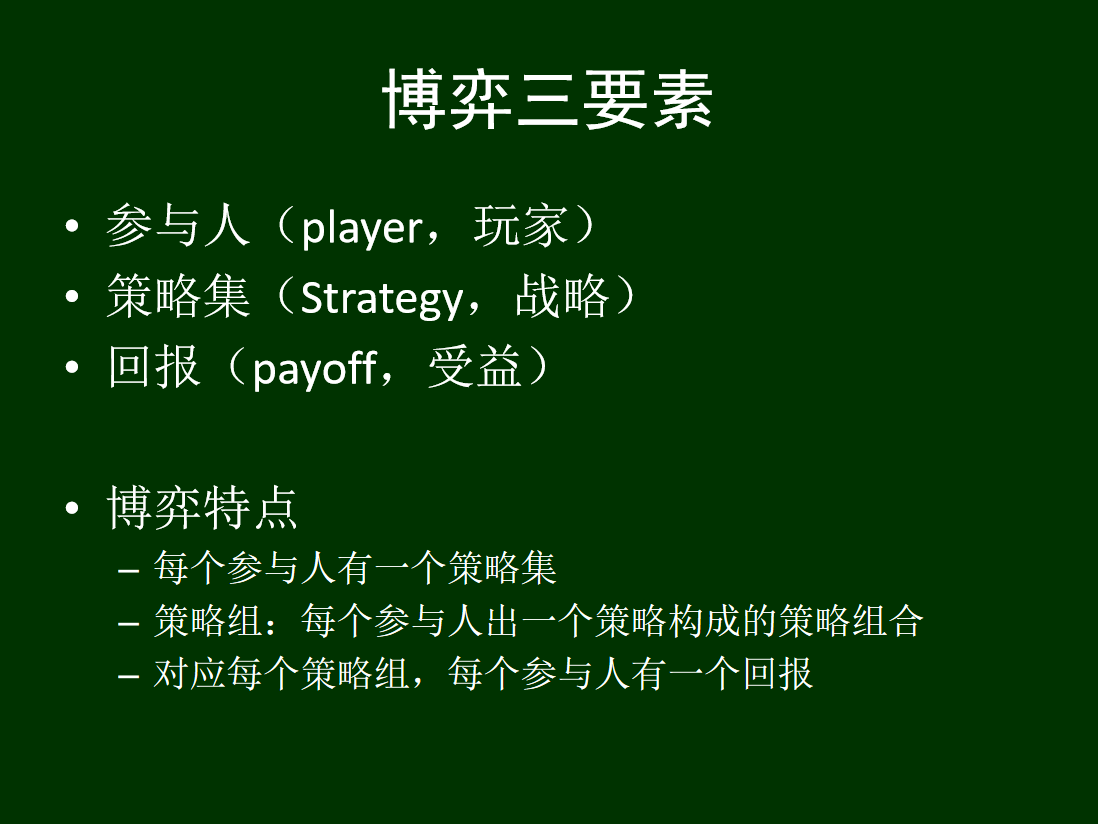 博弈三要素
• 参与人（player，玩家）
• 策略集（Strategy，战略）
• 回报（payoff，受益）
• 博弈特点
– 每个参与人有一个策略集
– 策略组：每个参与人出一个策略构成的策略组合
– 对应每个策略组，每个参与人有一个回报